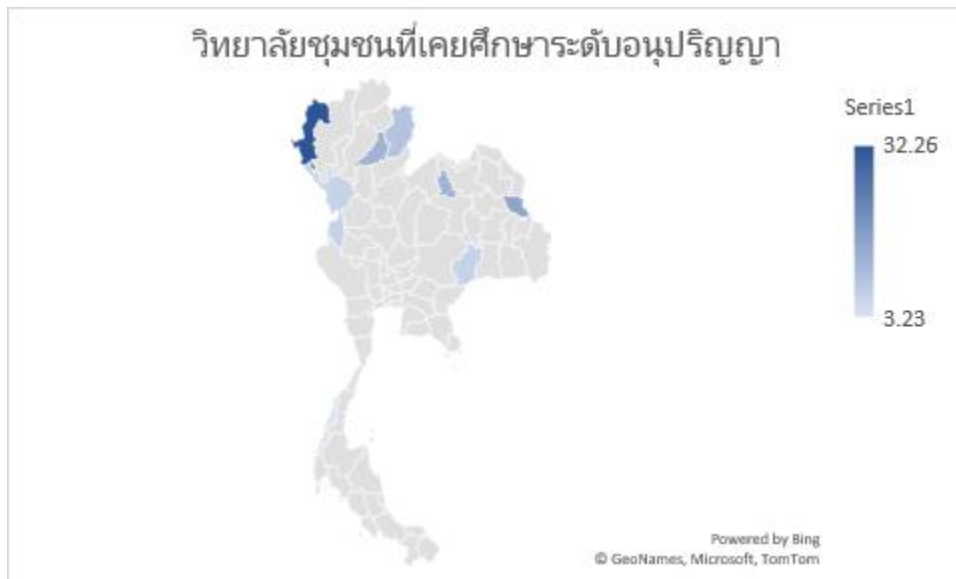 วิทยาลัยชุมชนที่เคยศึกษาระดับอนุปริญญา
Series1
32.26
3.23
Powered by Bing
© GeoNames, Microsoft, TomTom